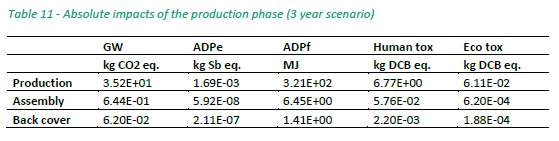 Table 11 - Absolute impacts of the production phase (3 year scenario)
GW ADPe ADPf Human tox Eco tox
kg CO2 eq. kg Sb eq. MJ kg DCB eq. kg DCB eq.
Production 3.52E+01 1.69E-03 3.21E+02 6.77E+00 6.11E-02
Assembly 6.44E-01 5.92E-08 6.45E+00 5.76E-02 6.20E-04
Back cover 6.20E-02 2.11E-07 1.41E+00 2.20E-03 1.88E-04